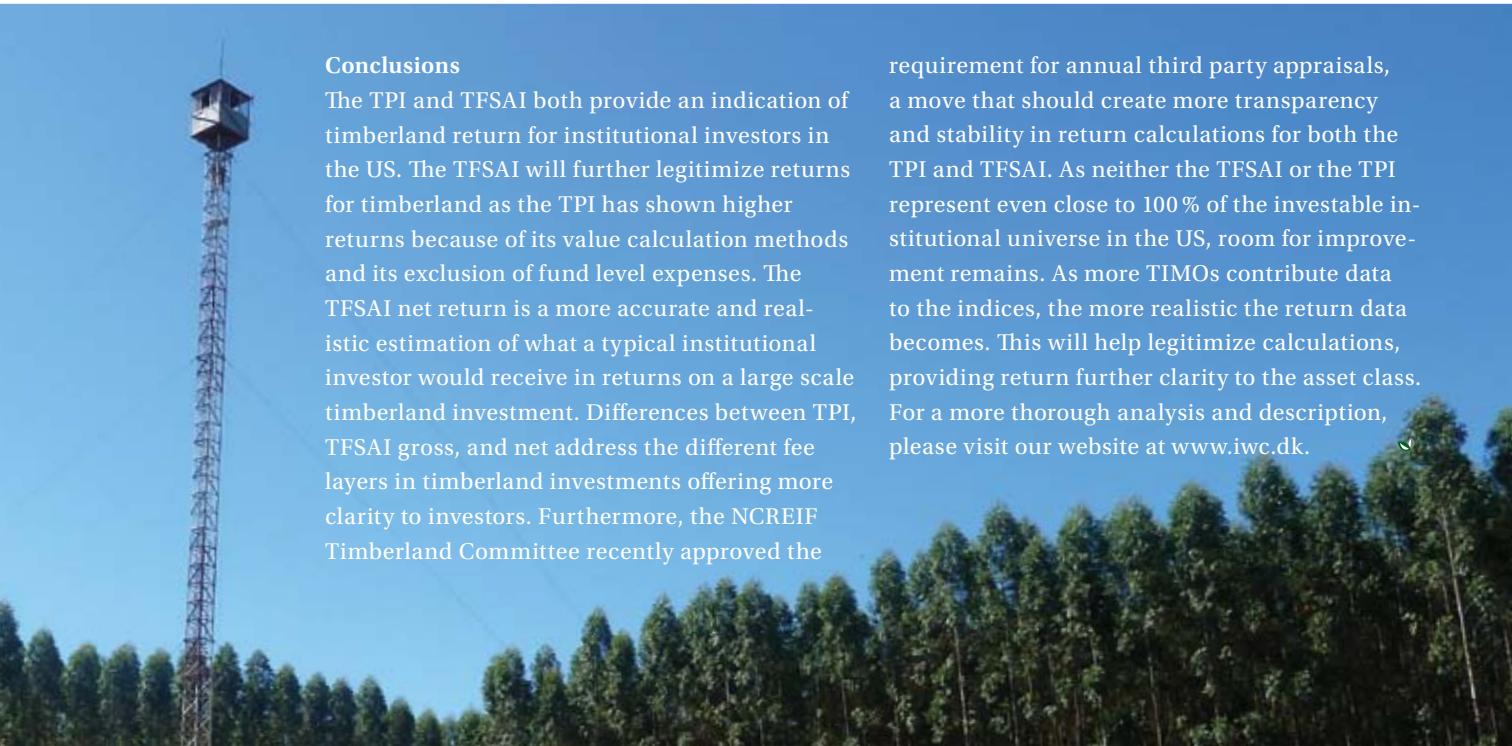 Conclusions
The TPI and TFSAI both provide an indication of
timberland return for institutional investors in
the US. The TFSAI will further legitimize returns
for timberland as the TPI has shown higher
returns because of its value calculation methods
and its exclusion of fund level expenses. The
TFSAI net return is a more accurate and real-
istic estimation of what a typical institutional
investor would receive in returns on a large scale
timberland investment. Differences between TPI,
TFSAI gross, and net address the different fee
layers in timberland investments offering more
clarity to investors. Furthermore, the NCREIF
Timberland Committee recently approved the
requirement for annual third party appraisals,
a move that should create more transparency
and stability in return calculations for both the
TPI and TFSAI. As neither the TFSAI or the TPI
represent even close to 100 % of the investable in-
stitutional universe in the US, room for improve-
ment remains. As more TIMOs contribute data
to the indices, the more realistic the return data
becomes. This will help legitimize calculations,
providing return further clarity to the asset class.
For a more thorough analysis and description,
please visit our website at www.iwc.dk.